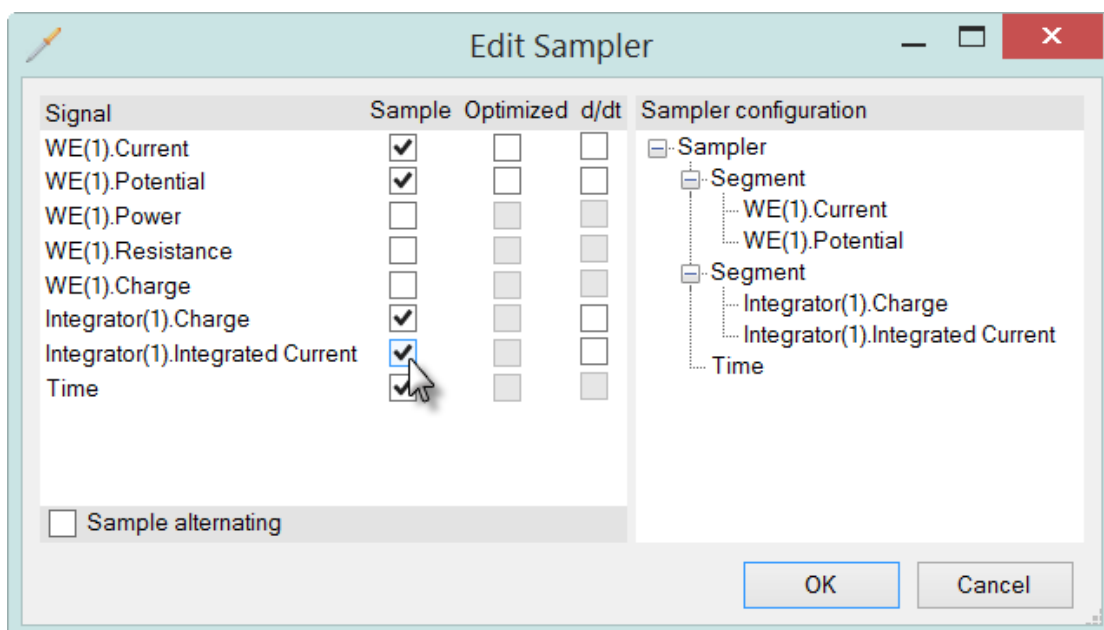 Edit Sampler
Signal Sample Optimized d/dt
WE(1).Current
WE(1).Potential
WE(1).Power
WE(1).Resistance
WE(1).Charge
Integrator(1).Charge
Integrator(1).Integrated Current
Time
Sample alternating
Sampler configuration
Sampler
Segment
WE(1).Current
WE(1).Potential
Segment
Integrator(1).Charge
Integrator(1).Integrated Current
Time
OK Cancel